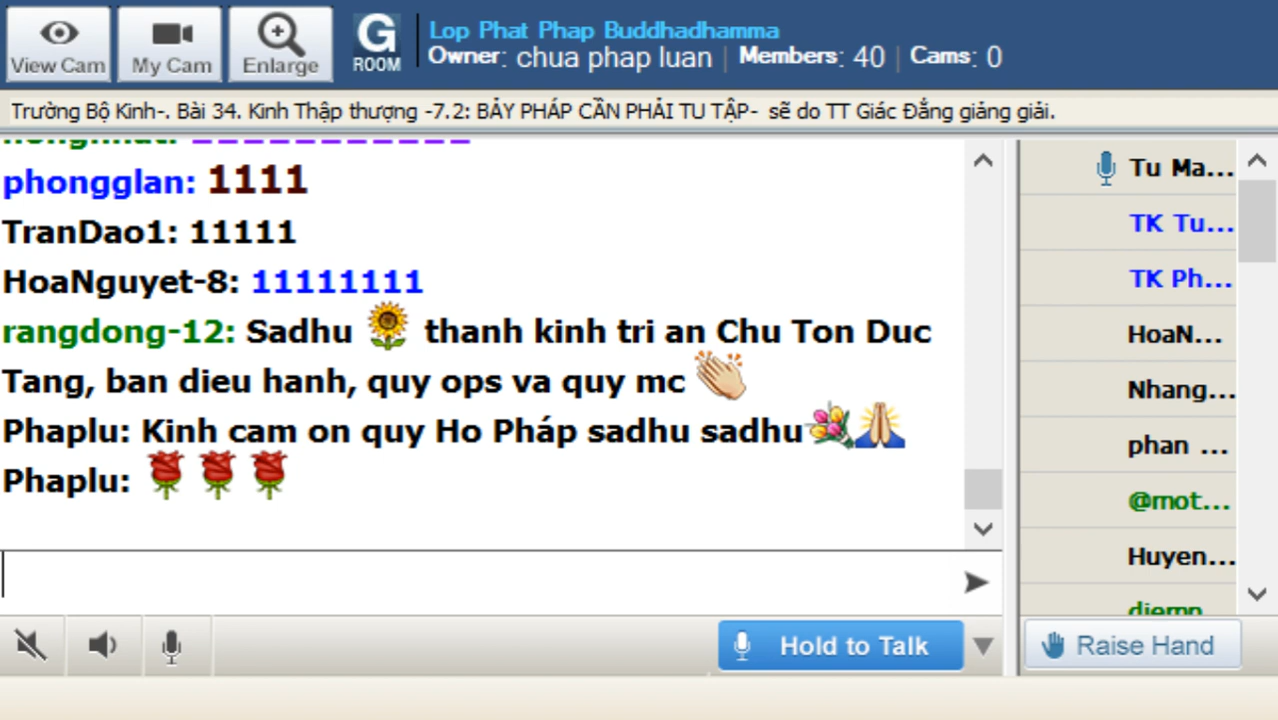 View Cam
My Cam
Enlarge
G
ROOM
Lop Phat Phap Buddhadhamma
Owner: chua phap luan | Members: 40 | Cams: 0
Trường Bộ Kinh-. Bài 34. Kinh Thập thượng -7.2: BẢY PHÁP CẦN PHẢI TU TẬP- sẽ do TT Giác Đẳng giảng giải.
phongglan: 1111
TranDao1: 11111
HoaNguyet-8: 11111111
rangdong-12: Sadhu thanh kinh tri an Chu Ton Duc
Tang, ban dieu hanh, quy ops va quy mc
Phaplu: Kinh cam on quy Ho Pháp sadhu sadhu
Phaplu:
Tu Ma...
TK Tu...
TK Ph...
HoaN...
Nhang...
phan ...
@mot...
Huyen...
Hold to Talk
Raise Hand